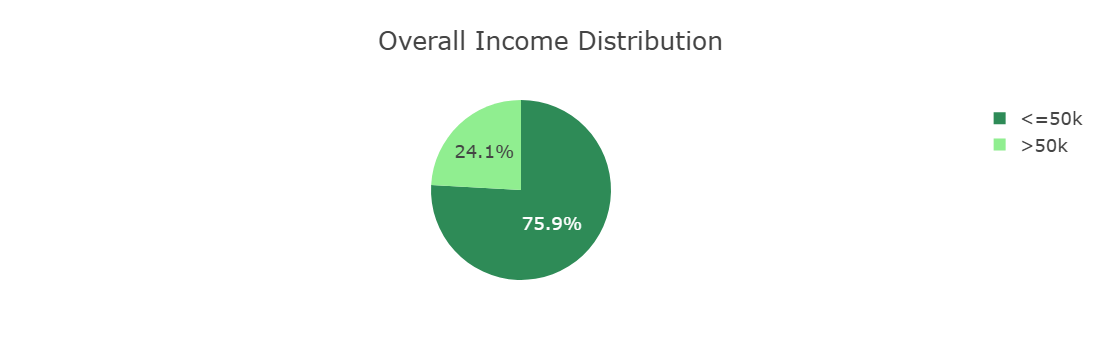 Overall Income Distribution
<=50k
>50k
24.1%
75.9%